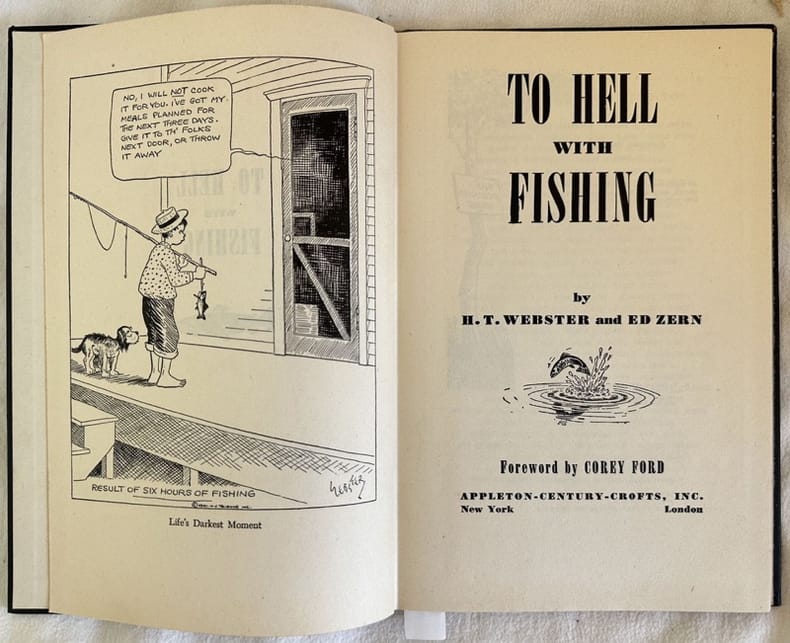 NO, I WILL NOT COOK
IT FOR YOU. I'VE GOT MY
MEALS PLANNED FOR
THE NEXT THREE DAYS.
GIVE IT TO TH' FOLKS
NEXT DOOR, OR THROW
IT AWAY
RESULT OF SIX HOURS OF FISHING
WEBSTER
Life's Darkest Moment
TO HELL
WITH
FISHING
by
H. T. WEBSTER and ED ZERN
Foreword by COREY FORD
APPLETON-CENTURY-CROFTS, INC.
New York London